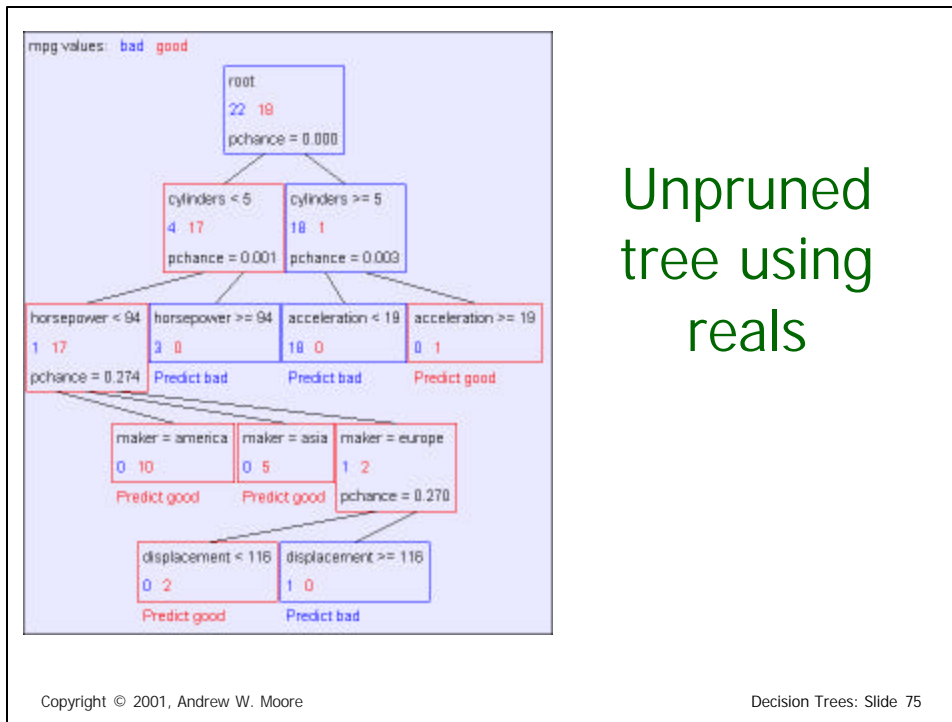 mpg values: bad good
root
22 18
pchance = 0.000
cylinders < 5 cylinders >= 5
4 17 18 1
pchance = 0.001 pchance = 0.003
horsepower < 94 horsepower >= 94 acceleration < 19 acceleration >= 19
1 17 3 0 18 0 0 1
pchance = 0.274 Predict bad Predict bad Predict good
maker = america maker = asia maker = europe
0 10 0 5 1 2
Predict good Predict good pchance = 0.270
displacement < 116 displacement >= 116
0 2 1 0
Predict good Predict bad
Unpruned
tree using
reals
Copyright © 2001, Andrew W. Moore Decision Trees: Slide 75